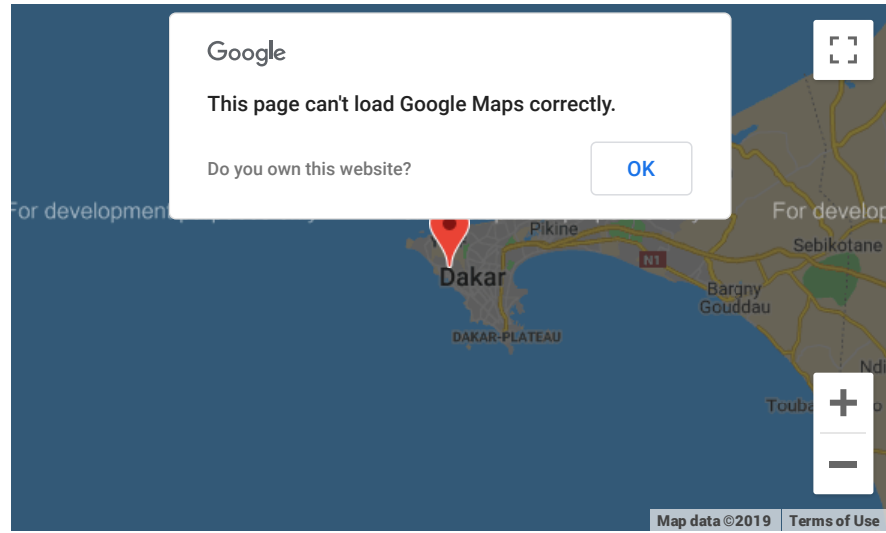 Google
This page can't load Google Maps correctly.
Do you own this website?
OK
For development
For develop
Pikine
Sebikotane
N1
Dakar
Bargny
Gouddau
DAKAR-PLATEAU
Map data ©2019
Terms of Use